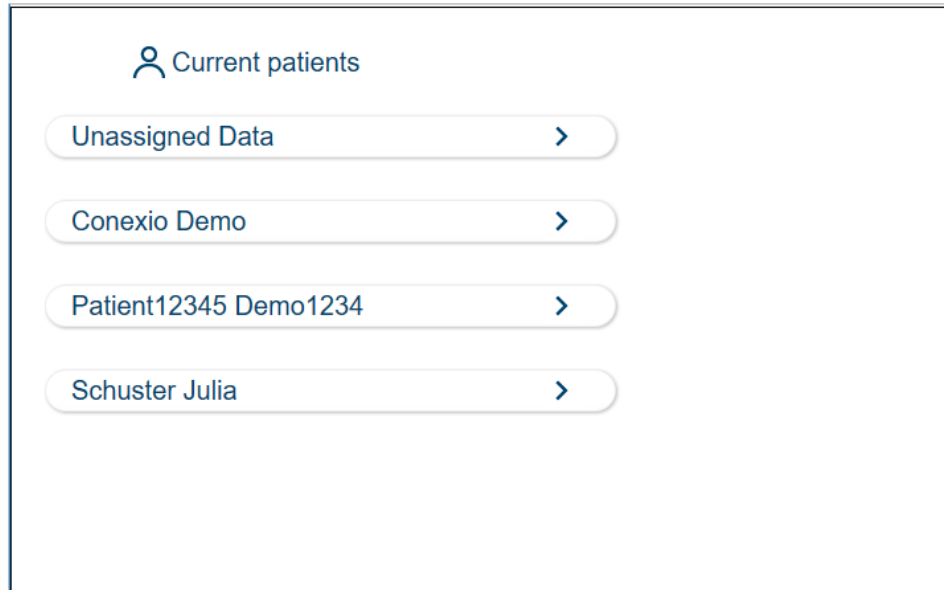 Current patients
Unassigned Data
Conexio Demo
Patient12345 Demo1234
Schuster Julia